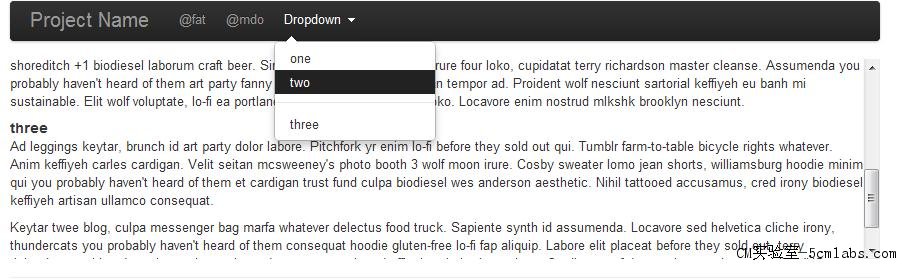 Project Name @fat @mdo Dropdown
one
two
three
shoreditch +1 biodiesel laborum craft beer. Si rure four loko, cupidatat terry richardson master cleanse. Assumenda you
probably haven't heard of them art party fanny n tempor ad. Proident wolf nesciunt sartorial keffiyeh eu banh mi
sustainable. Elit wolf voluptate, lo-fi ea portlan oko. Locavore enim nostrud mlkshk brooklyn nesciunt.
three
Ad leggings keytar, brunch id art party dolor labore. Pitchfork yr enim lo-fi before they sold out qui. Tumblr farm-to-table bicycle rights whatever.
Anim keffiyeh carles cardigan. Velit seitan mcsweeney's photo booth 3 wolf moon irure. Cosby sweater lomo jean shorts, williamsburg hoodie minim
qui you probably haven't heard of them et cardigan trust fund culpa biodiesel wes anderson aesthetic. Nihil tattooed accusamus, cred irony biodiesel
keffiyeh artisan ullamco consequat.
Keytar twee blog, culpa messenger bag marfa whatever delectus food truck. Sapiente synth id assumenda. Locavore sed helvetica cliche irony,
thundercats you probably haven't heard of them consequat hoodie gluten-free lo-fi fap aliquip. Labore elit placeat before they sold out, terry
CM实验室-5cmlabs.com